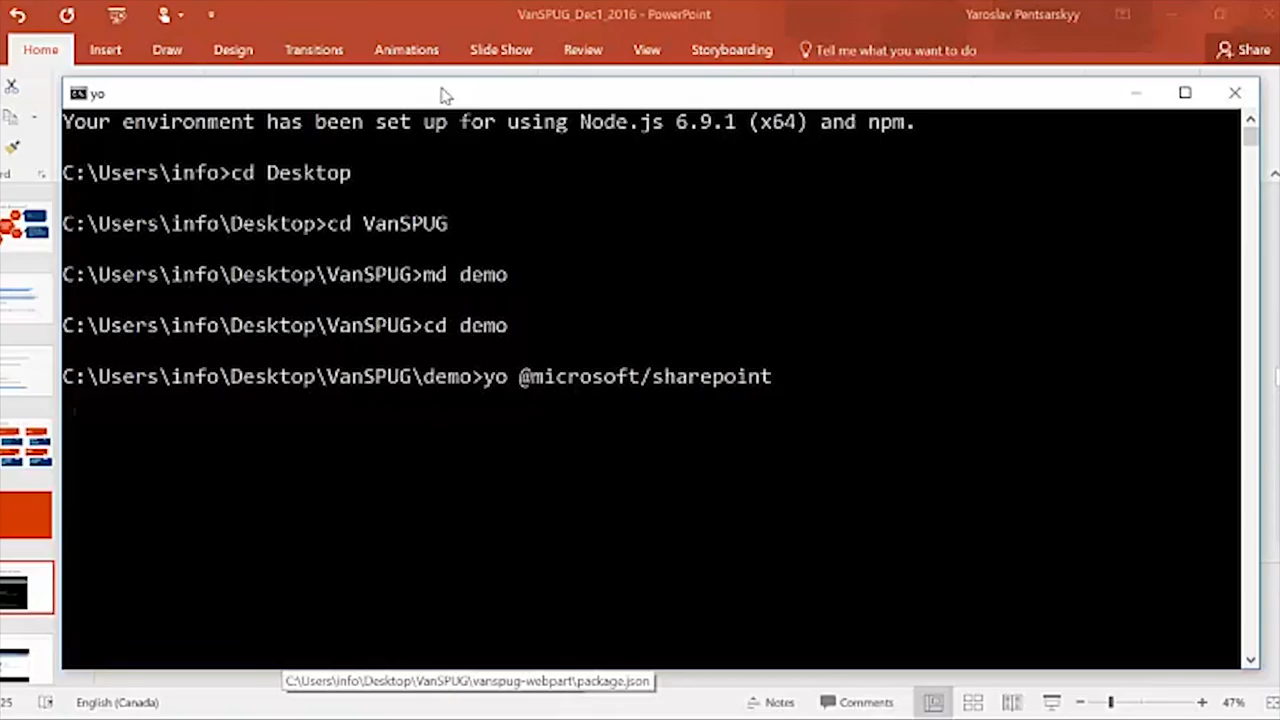 VanSPUG_Dec1_2016 - PowerPoint
Yaroslav Pentsarskyy
Home Insert Draw Design Transitions Animations Slide Show Review View Storyboarding Tell me what you want to do Share
yo
Your environment has been set up for using Node.js 6.9.1 (x64) and npm.
C:\Users\info>cd Desktop
C:\Users\info\Desktop>cd VanSPUG
C:\Users\info\Desktop\VanSPUG>md demo
C:\Users\info\Desktop\VanSPUG>cd demo
C:\Users\info\Desktop\VanSPUG\demo>yo @microsoft/sharepoint
rd
C:\Users\info\Desktop\VanSPUG\vanspug-webpart\package.json
25 English (Canada) Notes Comments 47%